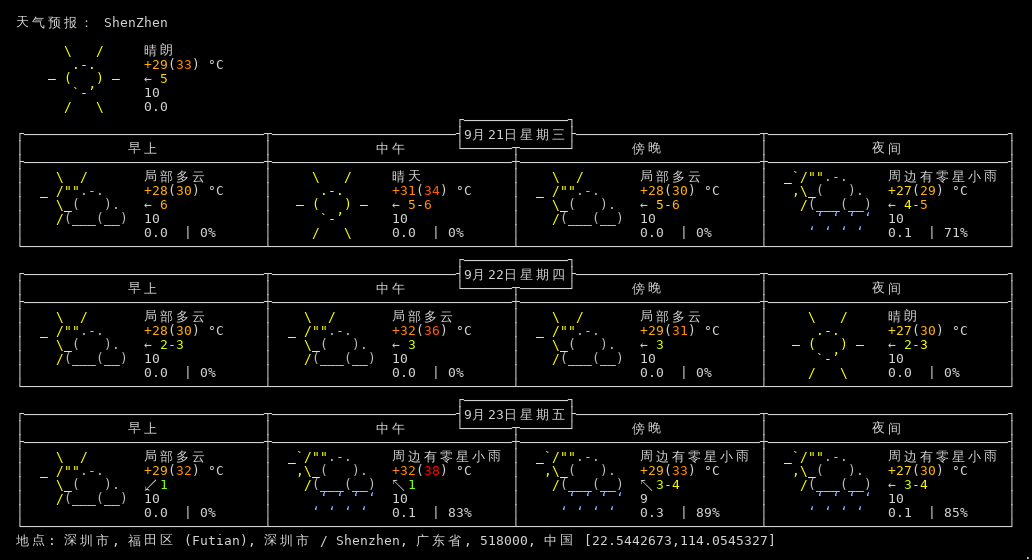 天气预报： ShenZhen
晴朗
+29(33) °C
← 5
10
0.0
9月21日星期三
早上 中午 傍晚 夜间
局部多云 晴天 局部多云 周边有零星小雨
+28(30) °C +31(34) °C +28(30) °C +27(29) °C
← 6 ← 5-6 ← 5-6 ← 4-5
10 10 10 10
0.0 | 0% 0.0 | 0% 0.0 | 0% 0.1 | 71%
9月22日星期四
早上 中午 傍晚 夜间
局部多云 局部多云 局部多云 晴朗
+28(30) °C +32(36) °C +29(31) °C +27(30) °C
← 2-3 ← 3 ← 3 ← 2-3
10 10 10 10
0.0 | 0% 0.0 | 0% 0.0 | 0% 0.0 | 0%
9月23日星期五
早上 中午 傍晚 夜间
局部多云 周边有零星小雨 周边有零星小雨 周边有零星小雨
+29(32) °C +32(38) °C +29(33) °C +27(30) °C
↙ 1 ↖ 1 ↖ 3-4 ← 3-4
10 10 9 10
0.0 | 0% 0.1 | 83% 0.3 | 89% 0.1 | 85%
地点: 深圳市, 福田区 (Futian), 深圳市 / Shenzhen, 广东省, 518000, 中国 [22.5442673,114.0545327]